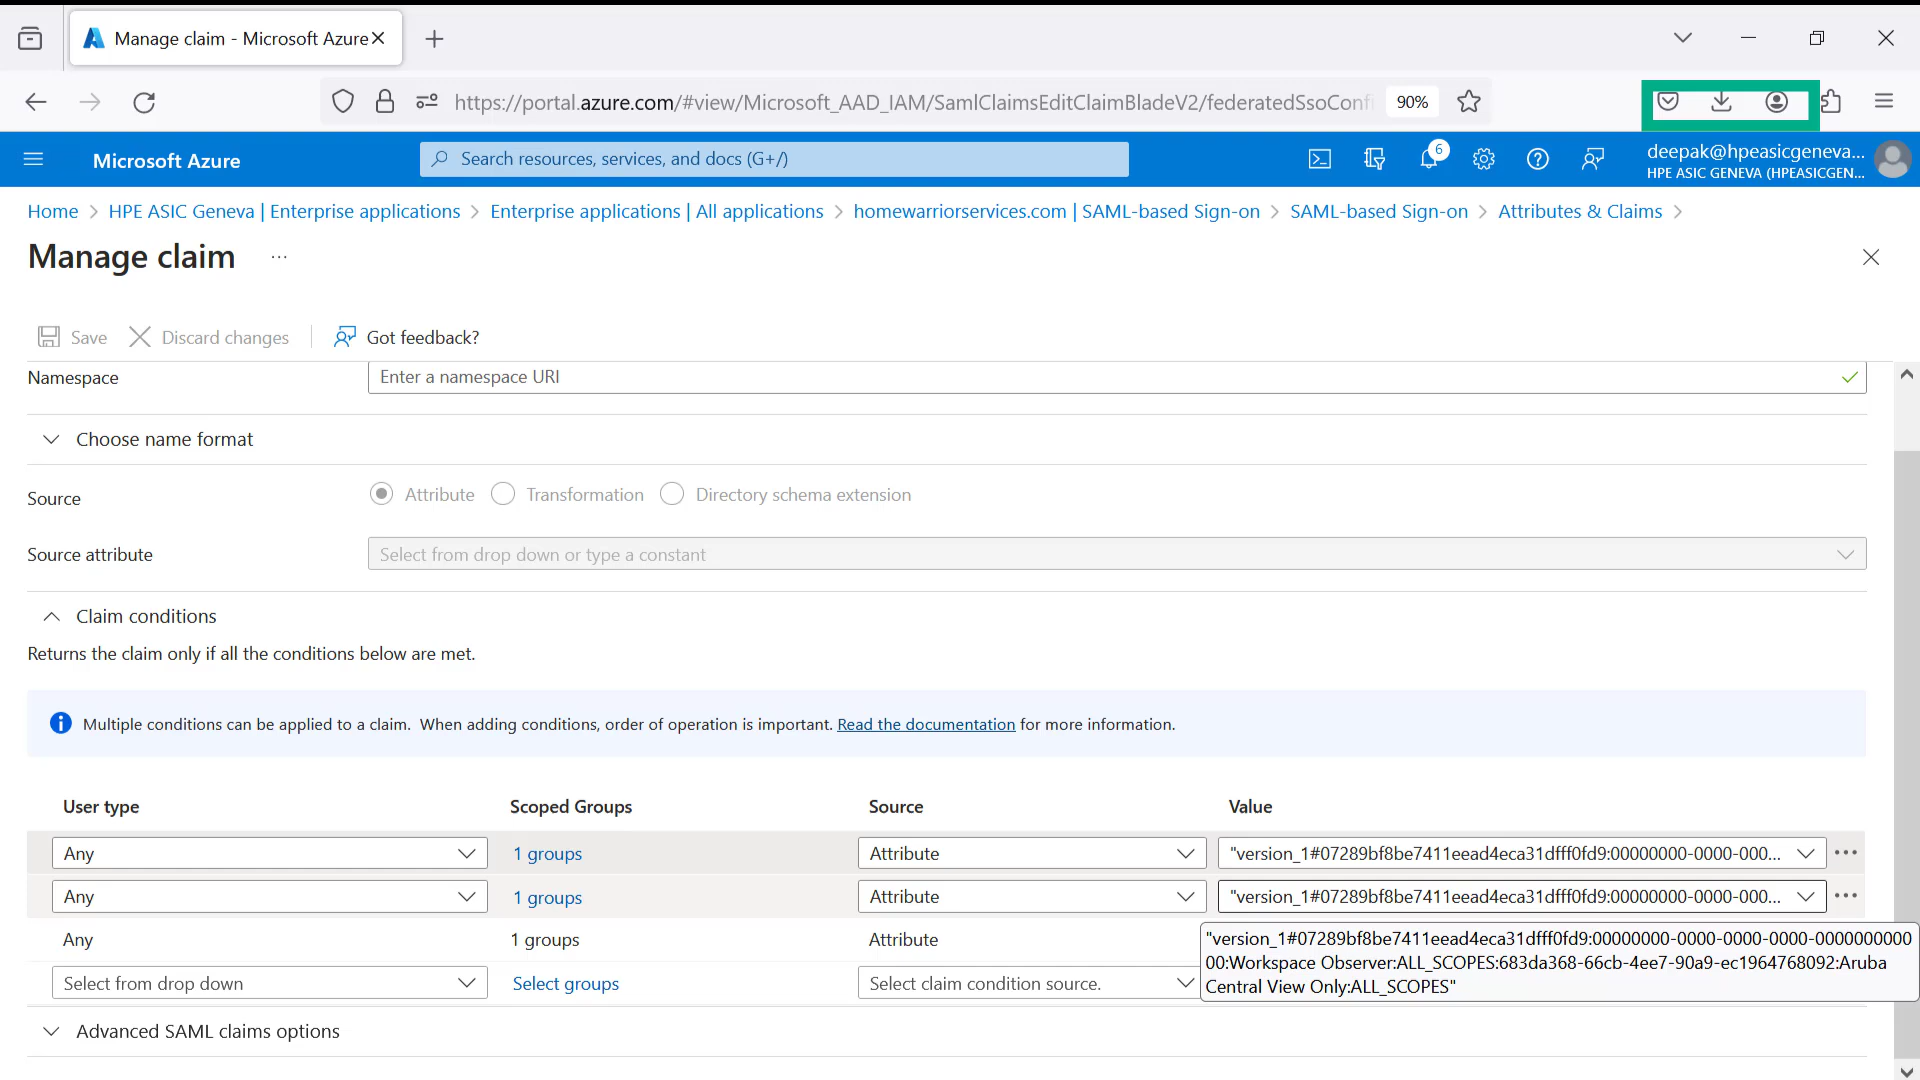 Manage claim - Microsoft Azure
https://portal.azure.com/#view/Microsoft_AAD_IAM/SamlClaimsEditClaimBladeV2/federatedSsoConfi
90%
Microsoft Azure
Search resources, services, and docs (G+/)
6
deepak@hpeasicgeneva...
HPE ASIC GENEVA (HPEASICGEN...
Home > HPE ASIC Geneva | Enterprise applications > Enterprise applications | All applications > homewarriorservices.com | SAML-based Sign-on > SAML-based Sign-on > Attributes & Claims >
Manage claim ...
Save Discard changes Got feedback?
Namespace Enter a namespace URI
Choose name format
Source Attribute Transformation Directory schema extension
Source attribute Select from drop down or type a constant
Claim conditions
Returns the claim only if all the conditions below are met.
Multiple conditions can be applied to a claim. When adding conditions, order of operation is important. Read the documentation for more information.
User type Scoped Groups Source Value
Any 1 groups Attribute "version_1#07289bf8be7411eead4eca31dfff0fd9:00000000-0000-000...
Any 1 groups Attribute "version_1#07289bf8be7411eead4eca31dfff0fd9:00000000-0000-000...
Any 1 groups Attribute
"version_1#07289bf8be7411eead4eca31dfff0fd9:00000000-0000-0000-0000-0000000000
00:Workspace Observer:ALL_SCOPES:683da368-66cb-4ee7-90a9-ec1964768092:Aruba
Central View Only:ALL_SCOPES"
Select from drop down Select groups Select claim condition source.
Advanced SAML claims options